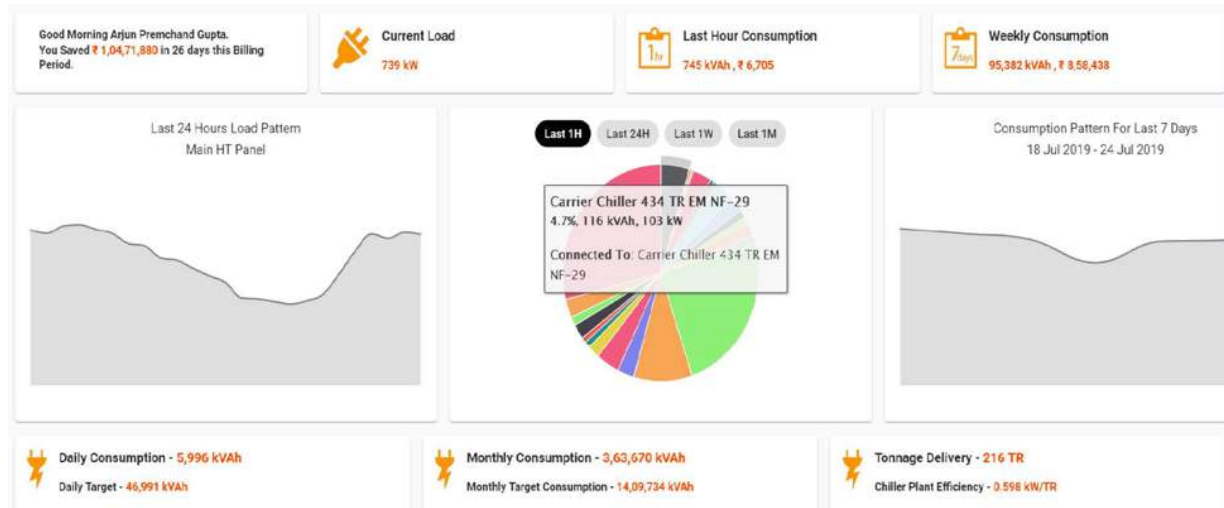 Good Morning Arjun Premchand Gupta.
You Saved ₹ 1,04,71,880 in 26 days this Billing
Period.
Current Load
739 kW
1hr
Last Hour Consumption
745 kVAh , ₹ 6,705
7days
Weekly Consumption
95,382 kVAh , ₹ 8,58,438
Last 24 Hours Load Pattern
Main HT Panel
Last 1H
Last 24H
Last 1W
Last 1M
Carrier Chiller 434 TR EM NF-29
4.7%, 116 kVAh, 103 kW
Connected To: Carrier Chiller 434 TR EM
NF-29
Consumption Pattern For Last 7 Days
18 Jul 2019 - 24 Jul 2019
Daily Consumption - 5,996 kVAh
Daily Target - 46,991 kVAh
Monthly Consumption - 3,63,670 kVAh
Monthly Target Consumption - 14,09,734 kVAh
Tonnage Delivery - 216 TR
Chiller Plant Efficiency - 0.598 kW/TR